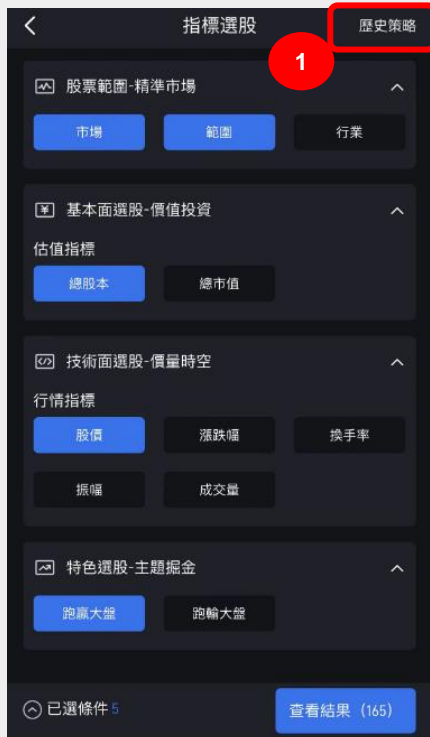 指標選股 歷史策略
1
股票範圍-精準市場
市場 範圍 行業
基本面選股-價值投資
估值指標
總股本 總市值
技術面選股-價量時空
行情指標
股價 漲跌幅 換手率
振幅 成交量
特色選股-主題掘金
跑贏大盤 跑輸大盤
已選條件 5 查看結果 (165)